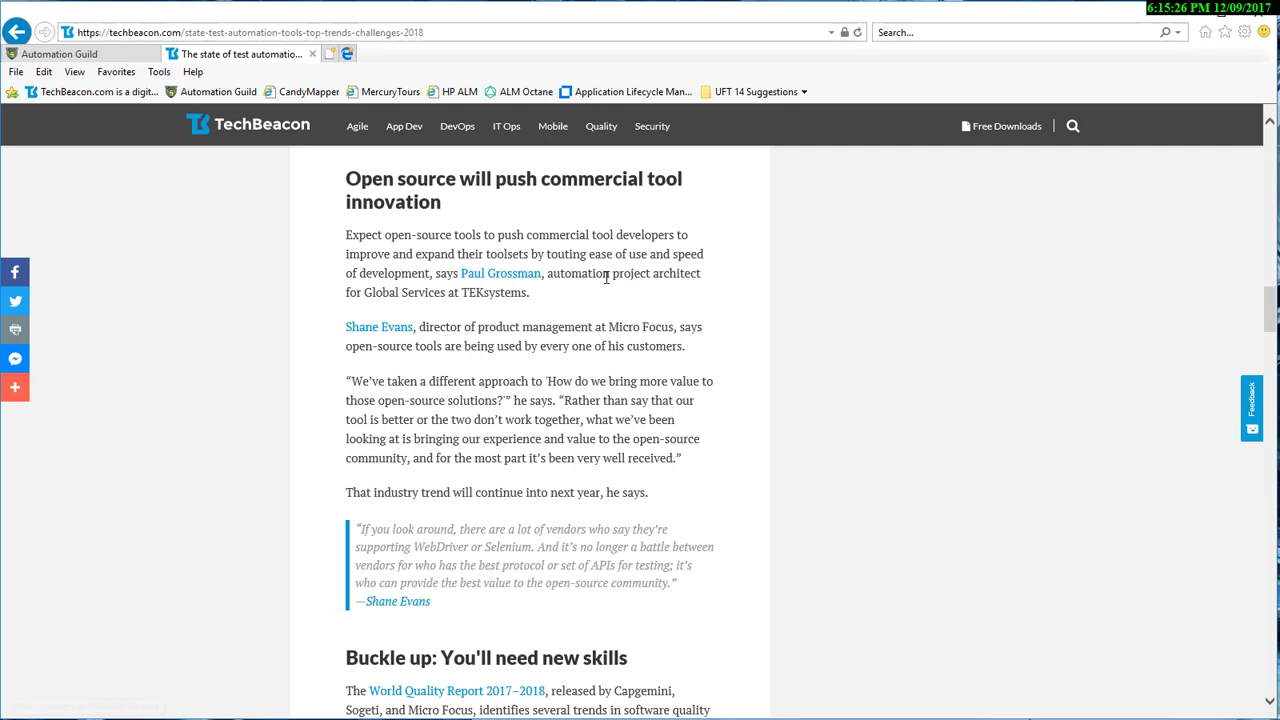 6:15:26 PM 12/09/2017
https://techbeacon.com/state-test-automation-tools-top-trends-challenges-2018
Search...
Automation Guild
The state of test automatio...
File Edit View Favorites Tools Help
TechBeacon.com is a digit... Automation Guild CandyMapper MercuryTours HP ALM ALM Octane Application Lifecycle Man... UFT 14 Suggestions
TechBeacon Agile App Dev DevOps IT Ops Mobile Quality Security Free Downloads
Open source will push commercial tool
innovation
Expect open-source tools to push commercial tool developers to
improve and expand their toolsets by touting ease of use and speed
of development, says Paul Grossman, automation project architect
for Global Services at TEKsystems.
Shane Evans, director of product management at Micro Focus, says
open-source tools are being used by every one of his customers.
“We’ve taken a different approach to 'How do we bring more value to
those open-source solutions?'” he says. “Rather than say that our
tool is better or the two don’t work together, what we’ve been
looking at is bringing our experience and value to the open-source
community, and for the most part it’s been very well received.”
That industry trend will continue into next year, he says.
“If you look around, there are a lot of vendors who say they’re
supporting WebDriver or Selenium. And it’s no longer a battle between
vendors for who has the best protocol or set of APIs for testing; it’s
who can provide the best value to the open-source community.”
—Shane Evans
Buckle up: You'll need new skills
The World Quality Report 2017–2018, released by Capgemini,
Sogeti, and Micro Focus, identifies several trends in software quality
Feedback